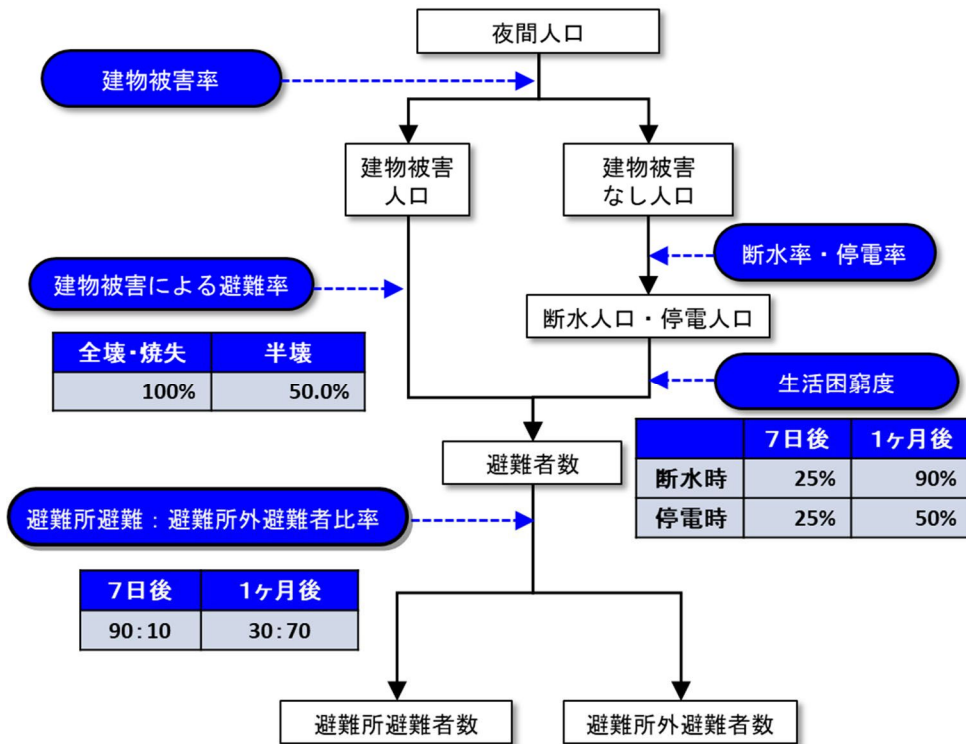 夜間人口
建物被害率
建物被害
人口
建物被害
なし人口
断水率・停電率
建物被害による避難率
断水人口・停電人口
全壊・焼失 半壊
100% 50.0%
生活困窮度
7日後 1ヶ月後
断水時 25% 90%
停電時 25% 50%
避難者数
避難所避難：避難所外避難者比率
7日後 1ヶ月後
90:10 30:70
避難所避難者数
避難所外避難者数